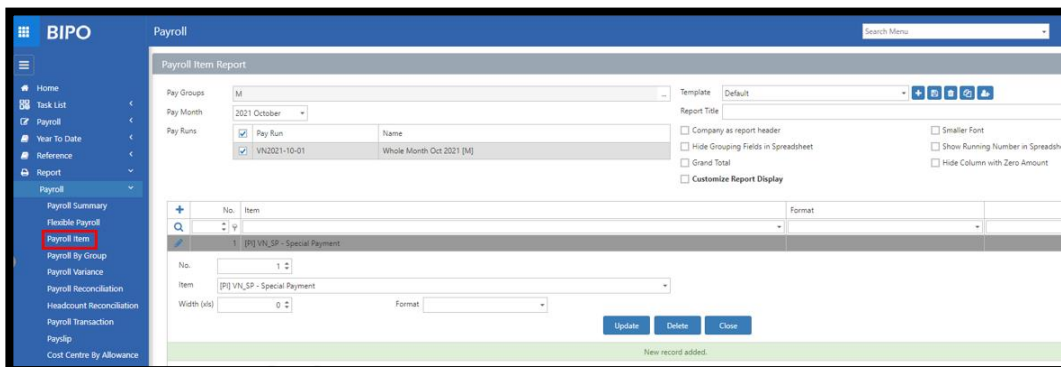 BIPO Payroll Search Menu
Payroll Item Report
Home
Task List
Payroll
Year To Date
Reference
Report
Payroll
Payroll Summary
Flexible Payroll
Payroll Item
Payroll By Group
Payroll Variance
Payroll Reconciliation
Headcount Reconciliation
Payroll Transaction
Payslip
Cost Centre By Allowance
Pay Groups M ...
Pay Month 2021 October
Pay Runs Pay Run Name
VN2021-10-01 Whole Month Oct 2021 [M]
Template Default
Report Title
Company as report header Smaller Font
Hide Grouping Fields in Spreadsheet Show Running Number in Spreadsh
Grand Total Hide Column with Zero Amount
Customize Report Display
No. Item Format
1 [PI] VN_SP - Special Payment
No. 1
Item [PI] VN_SP - Special Payment
Width (xls) 0 Format
Update Delete Close
New record added.